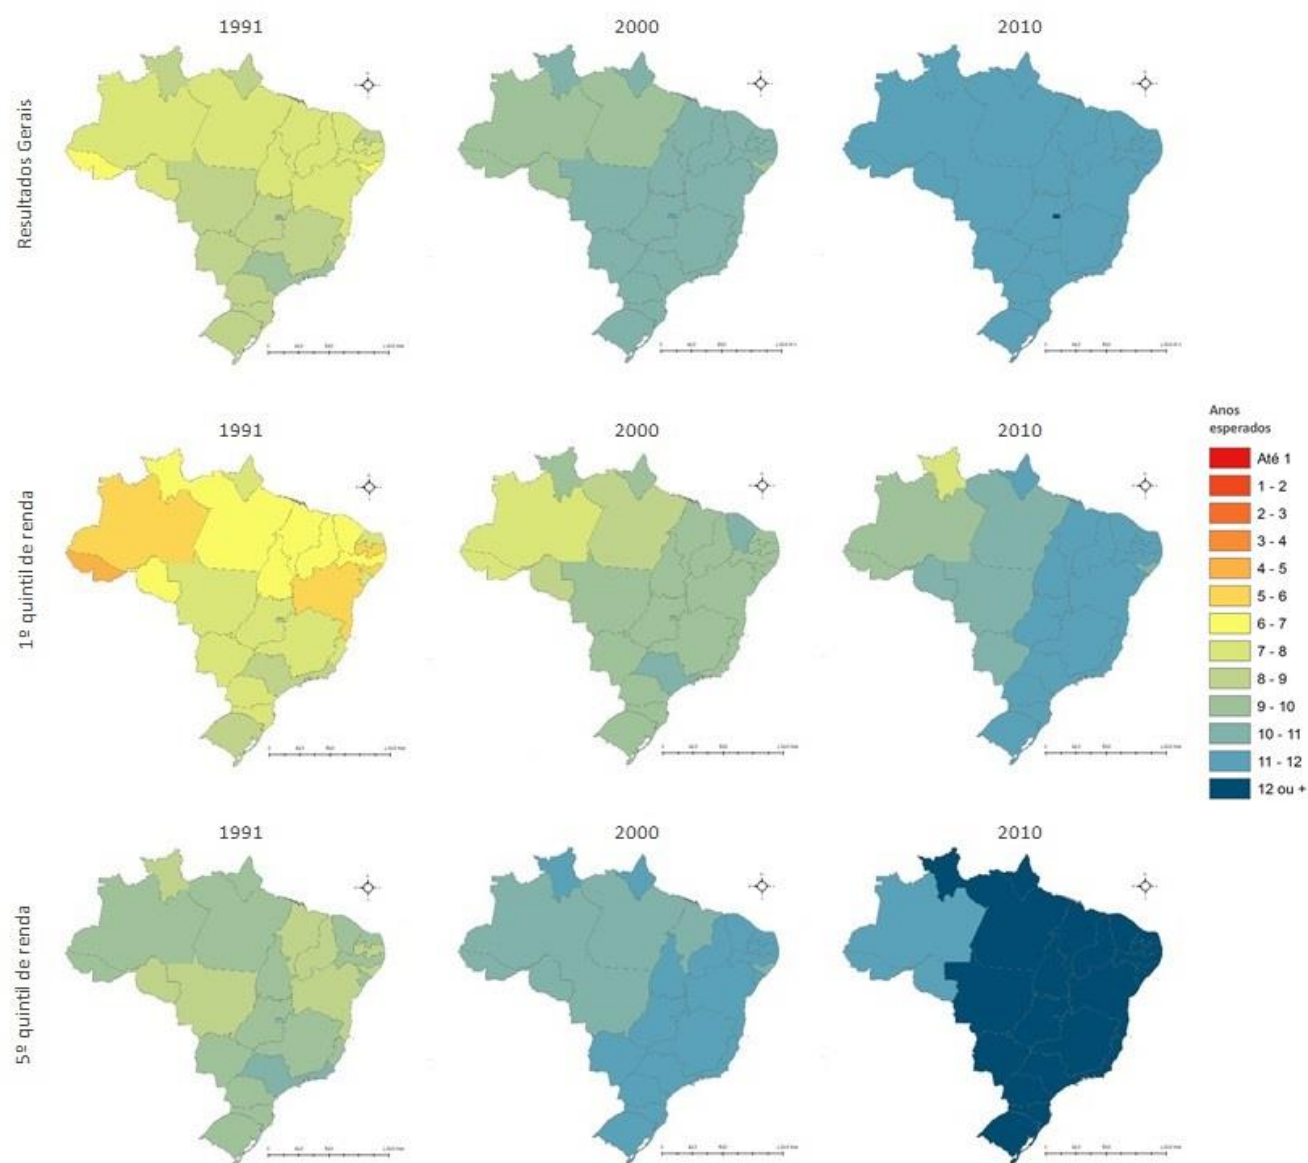 1991
2000
2010
Resultados Gerais
1991
2000
2010
1º quintil de renda
Anos
esperados
Até 1
1 - 2
2 - 3
3 - 4
4 - 5
5 - 6
6 - 7
7 - 8
8 - 9
9 - 10
10 - 11
11 - 12
12 ou +
1991
2000
2010
5º quintil de renda